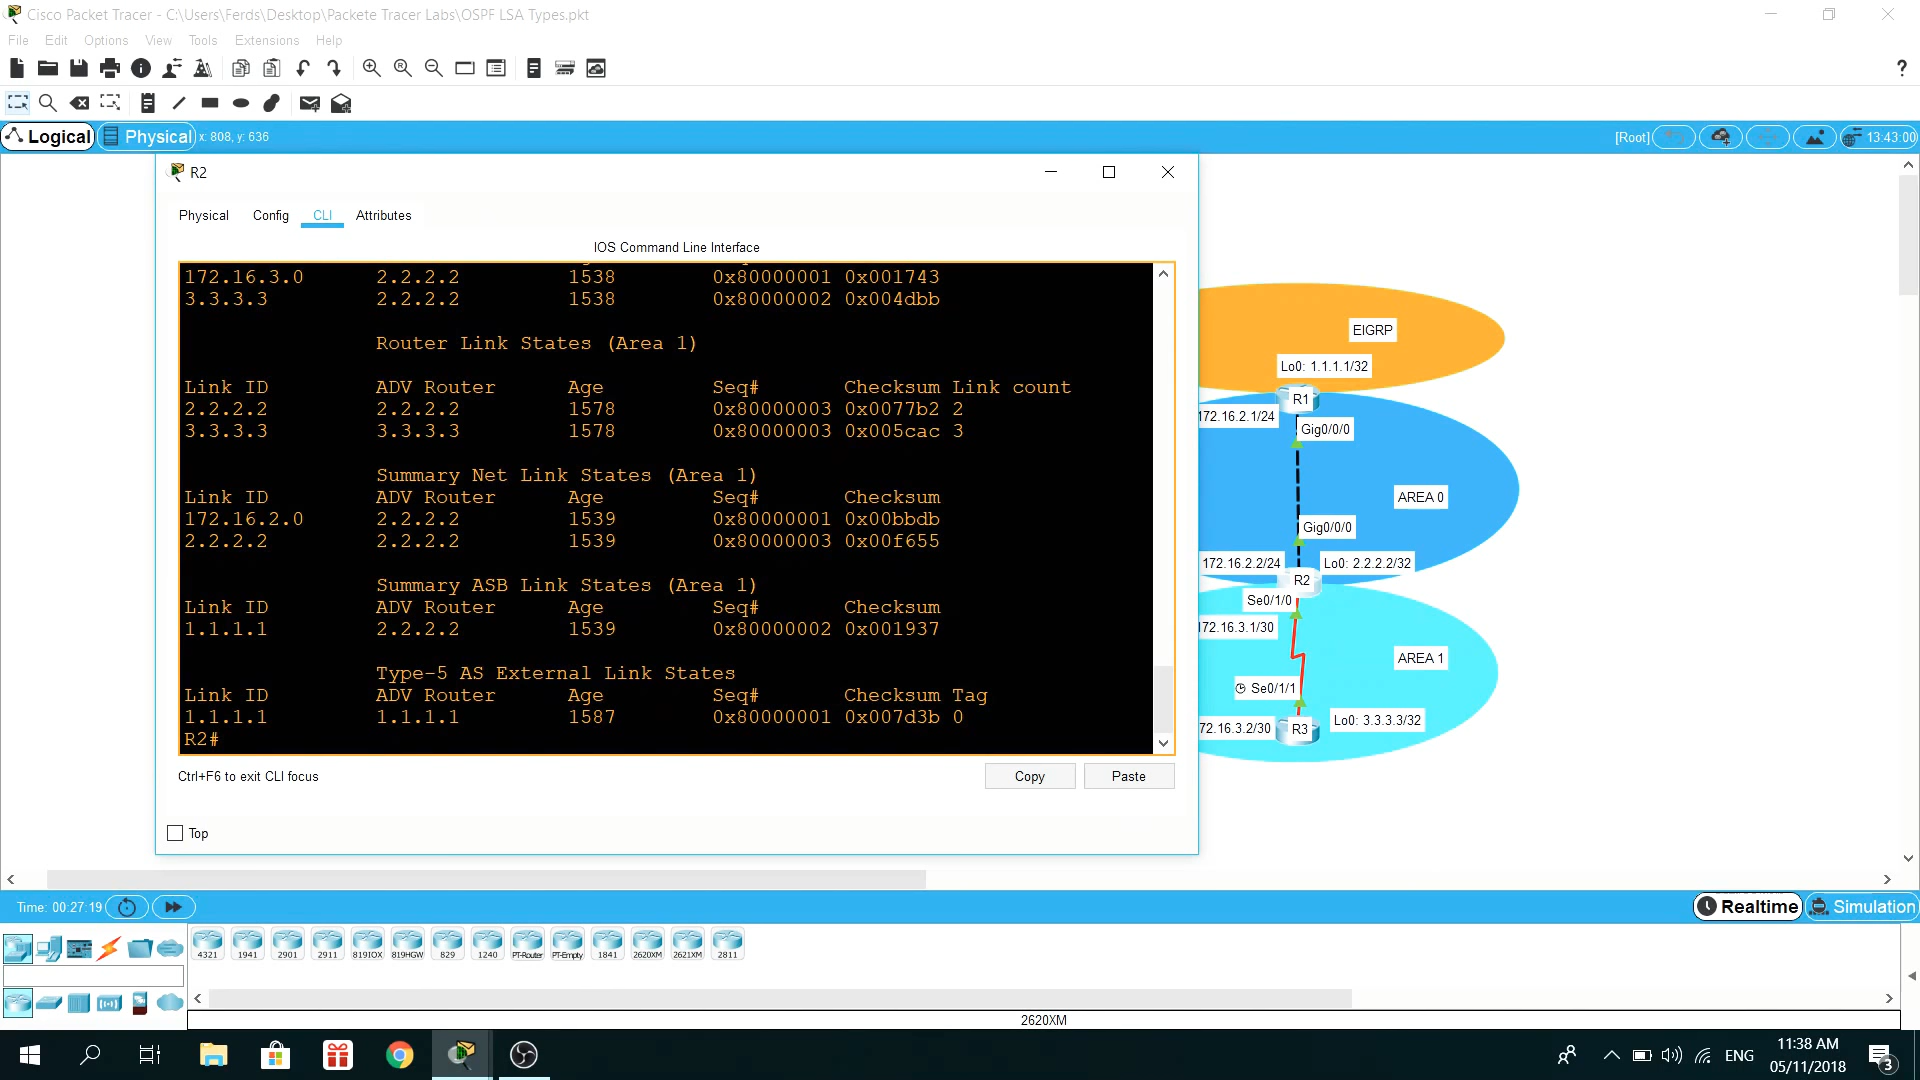 Cisco Packet Tracer - C:\Users\Ferds\Desktop\Packete Tracer Labs\OSPF LSA Types.pkt
File Edit Options View Tools Extensions Help
?
Logical Physical x: 808, y: 636 [Root] 13:43:00
R2
Physical Config CLI Attributes
IOS Command Line Interface
172.16.3.0 2.2.2.2 1538 0x80000001 0x001743
3.3.3.3 2.2.2.2 1538 0x80000002 0x004dbb
Router Link States (Area 1)
Link ID ADV Router Age Seq# Checksum Link count
2.2.2.2 2.2.2.2 1578 0x80000003 0x0077b2 2
3.3.3.3 3.3.3.3 1578 0x80000003 0x005cac 3
Summary Net Link States (Area 1)
Link ID ADV Router Age Seq# Checksum
172.16.2.0 2.2.2.2 1539 0x80000001 0x00bbdb
2.2.2.2 2.2.2.2 1539 0x80000003 0x00f655
Summary ASB Link States (Area 1)
Link ID ADV Router Age Seq# Checksum
1.1.1.1 2.2.2.2 1539 0x80000002 0x001937
Type-5 AS External Link States
Link ID ADV Router Age Seq# Checksum Tag
1.1.1.1 1.1.1.1 1587 0x80000001 0x007d3b 0
R2#
Ctrl+F6 to exit CLI focus
Copy Paste
Top
EIGRP
Lo0: 1.1.1.1/32
R1
172.16.2.1/24
Gig0/0/0
AREA 0
Gig0/0/0
172.16.2.2/24 Lo0: 2.2.2.2/32
R2
Se0/1/0
172.16.3.1/30
AREA 1
Se0/1/1
72.16.3.2/30 R3 Lo0: 3.3.3.3/32
Time: 00:27:19 Realtime Simulation
4321 1941 2901 2911 819IOX 819HGW 829 1240 PT-Router PT-Empty 1841 2620XM 2621XM 2811
2620XM
ENG 11:38 AM
05/11/2018 3